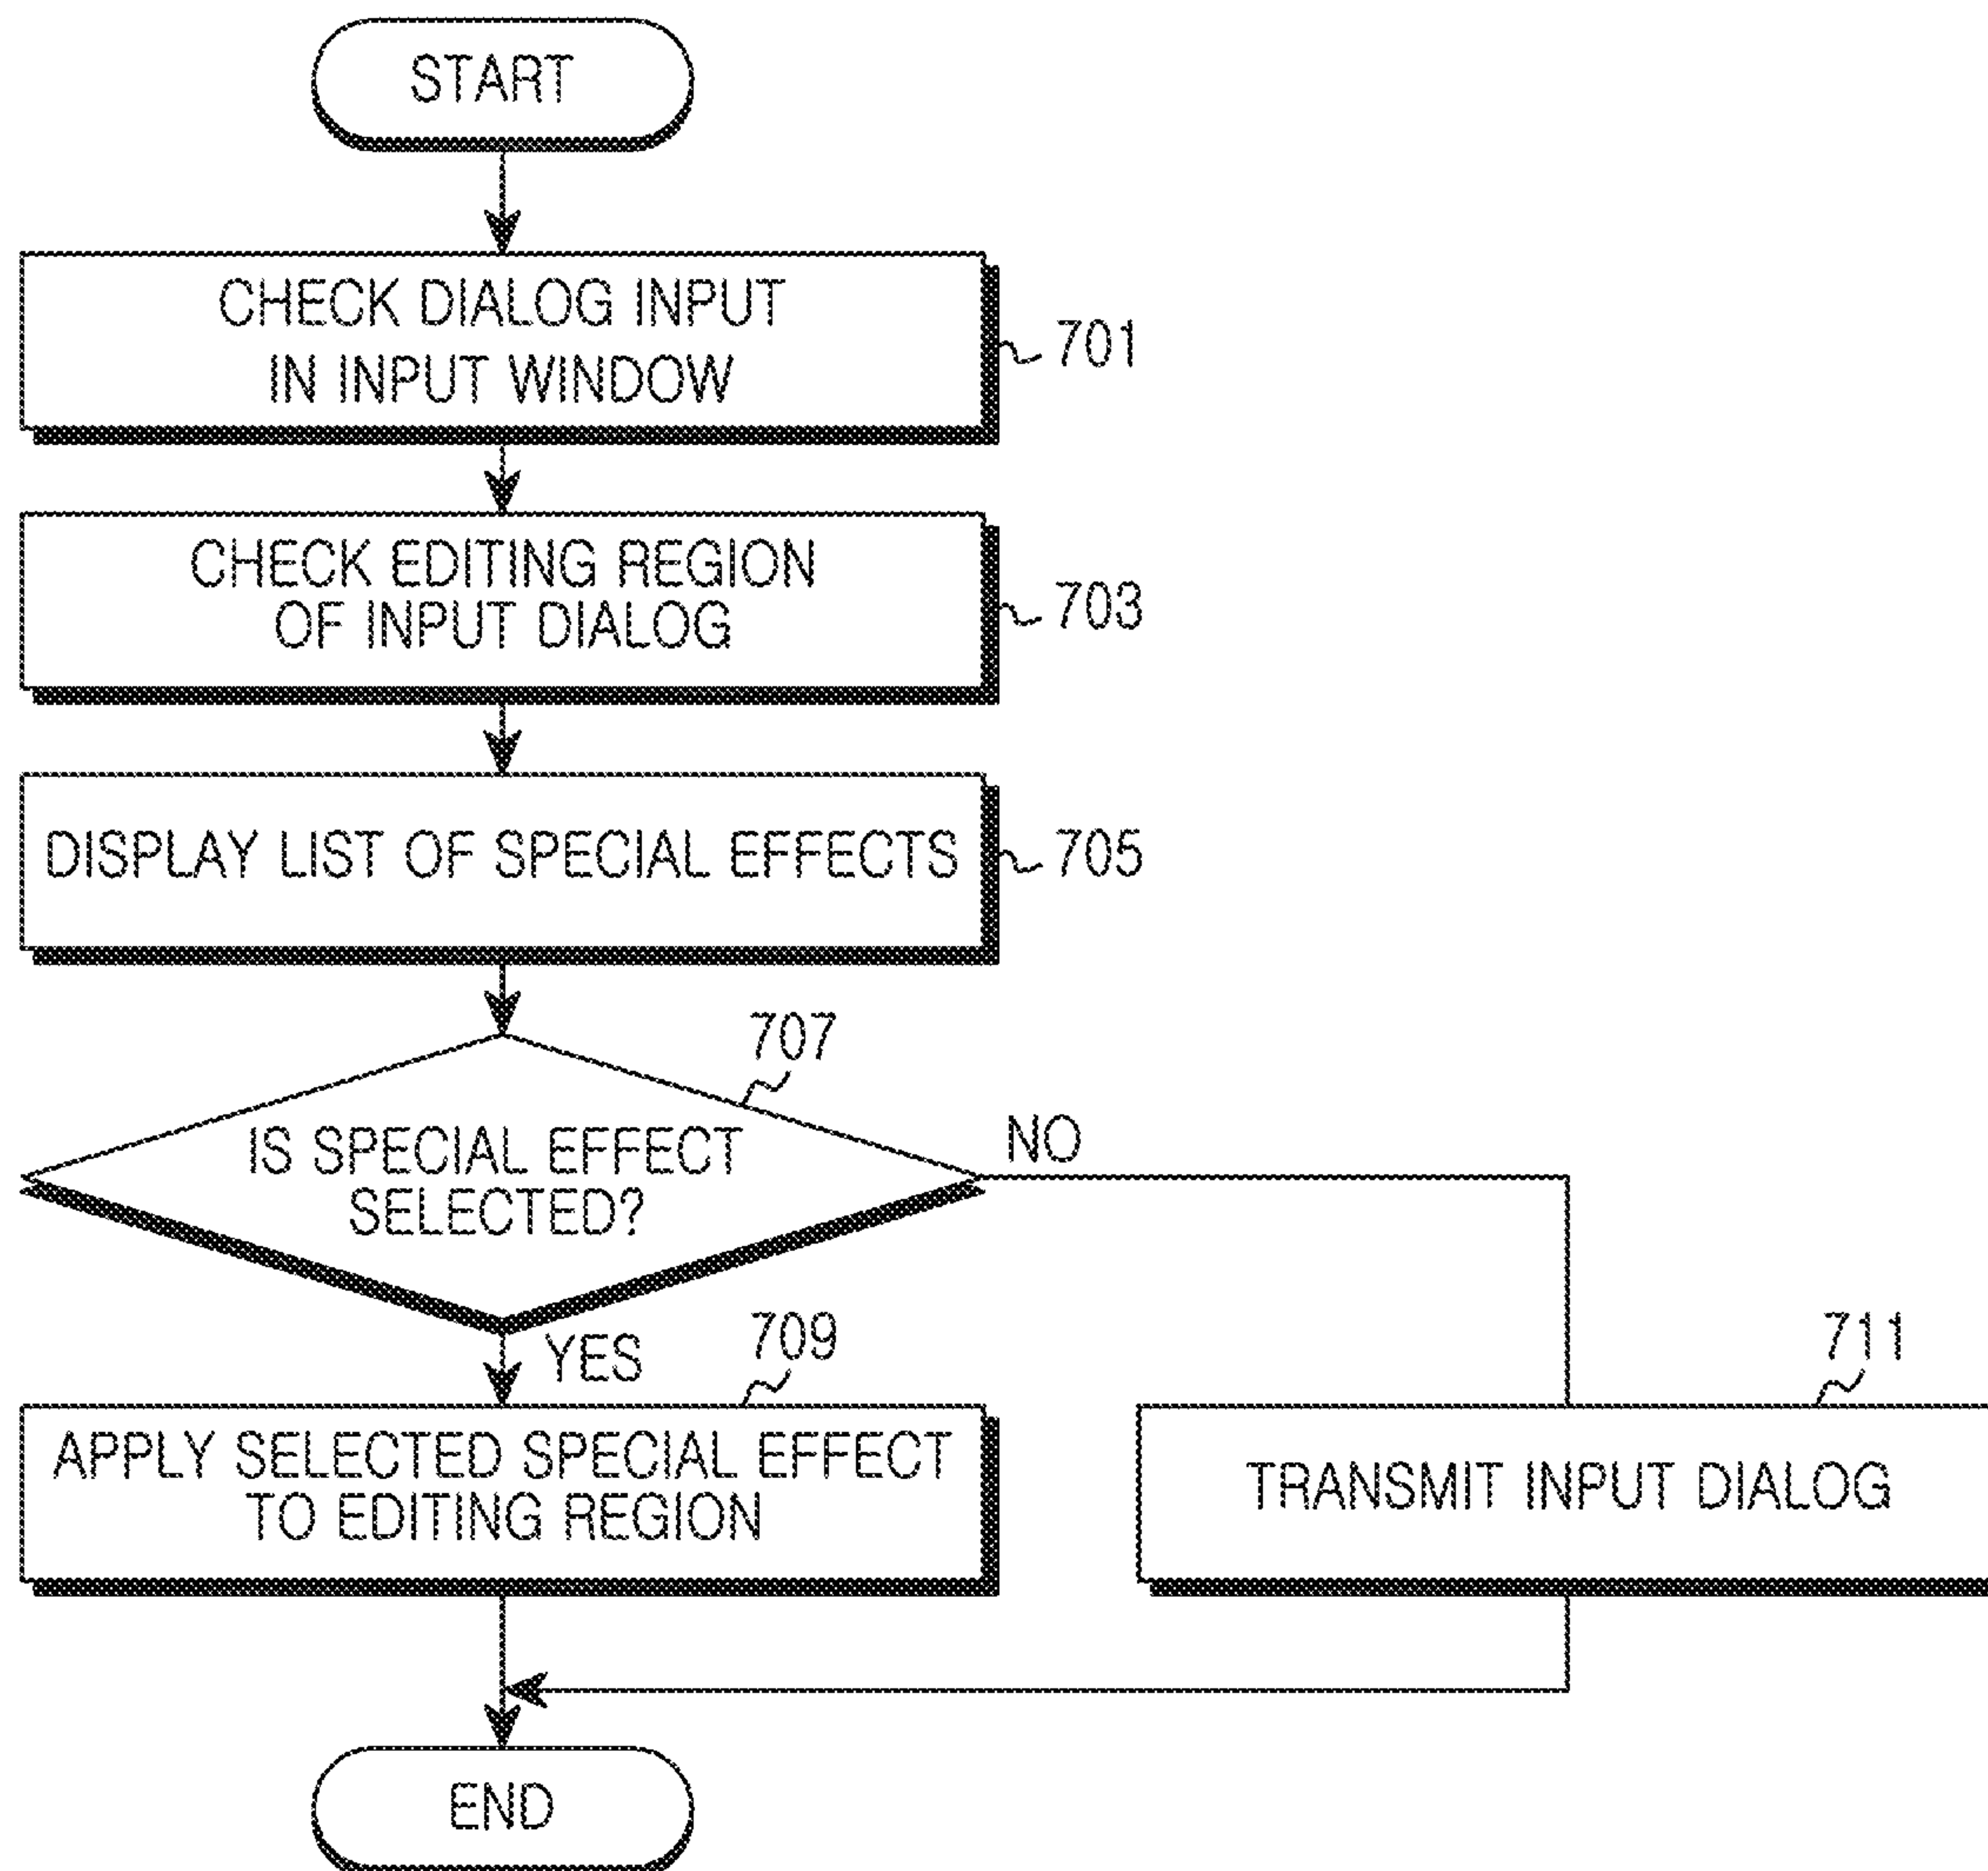 START
CHECK DIALOG INPUT
IN INPUT WINDOW
701
CHECK EDITING REGION
OF INPUT DIALOG
703
DISPLAY LIST OF SPECIAL EFFECTS
705
707
IS SPECIAL EFFECT
SELECTED?
NO
YES
709
APPLY SELECTED SPECIAL EFFECT
TO EDITING REGION
711
TRANSMIT INPUT DIALOG
END